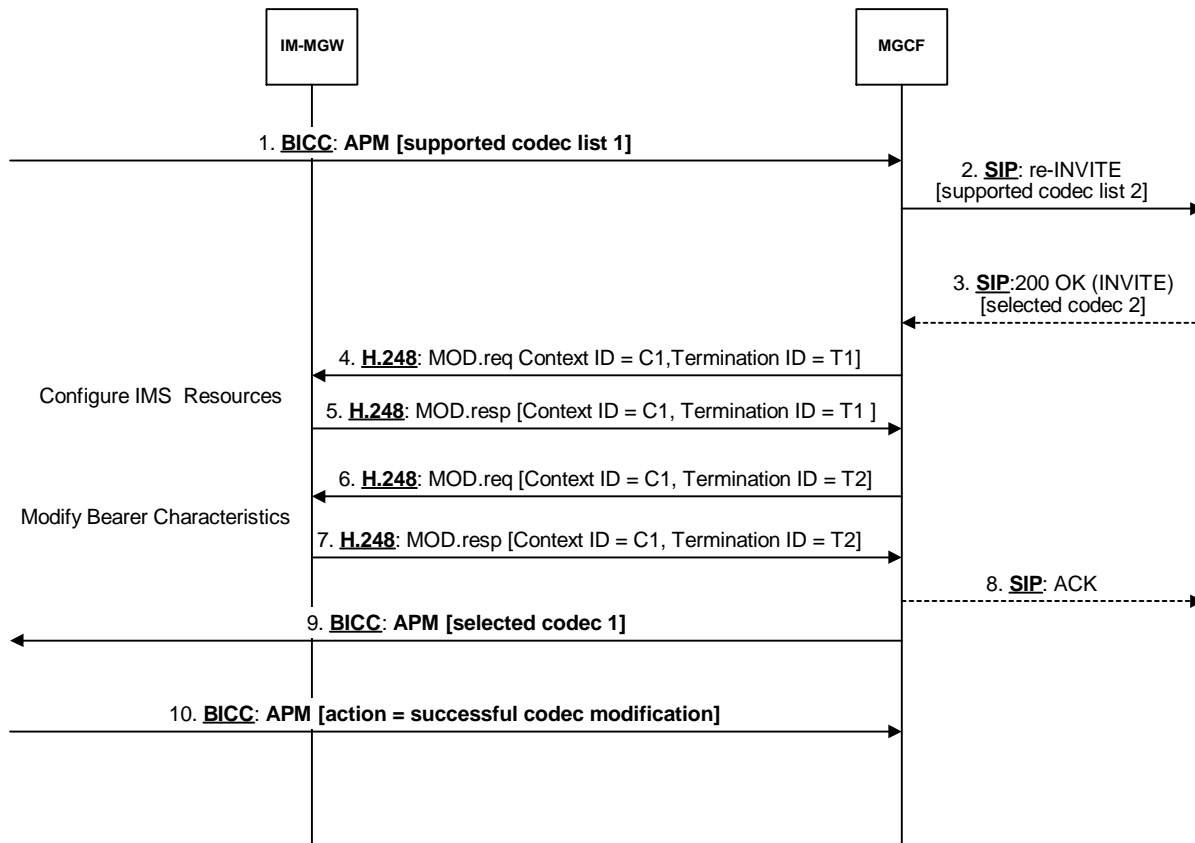 IM-MGW
MGCF
1. BICC: APM [supported codec list 1]
2. SIP: re-INVITE
[supported codec list 2]
3. SIP:200 OK (INVITE)
[selected codec 2]
4. H.248: MOD.req Context ID = C1,Termination ID = T1]
Configure IMS Resources
5. H.248: MOD.resp [Context ID = C1, Termination ID = T1 ]
6. H.248: MOD.req [Context ID = C1, Termination ID = T2]
Modify Bearer Characteristics
7. H.248: MOD.resp [Context ID = C1, Termination ID = T2]
8. SIP: ACK
9. BICC: APM [selected codec 1]
10. BICC: APM [action = successful codec modification]